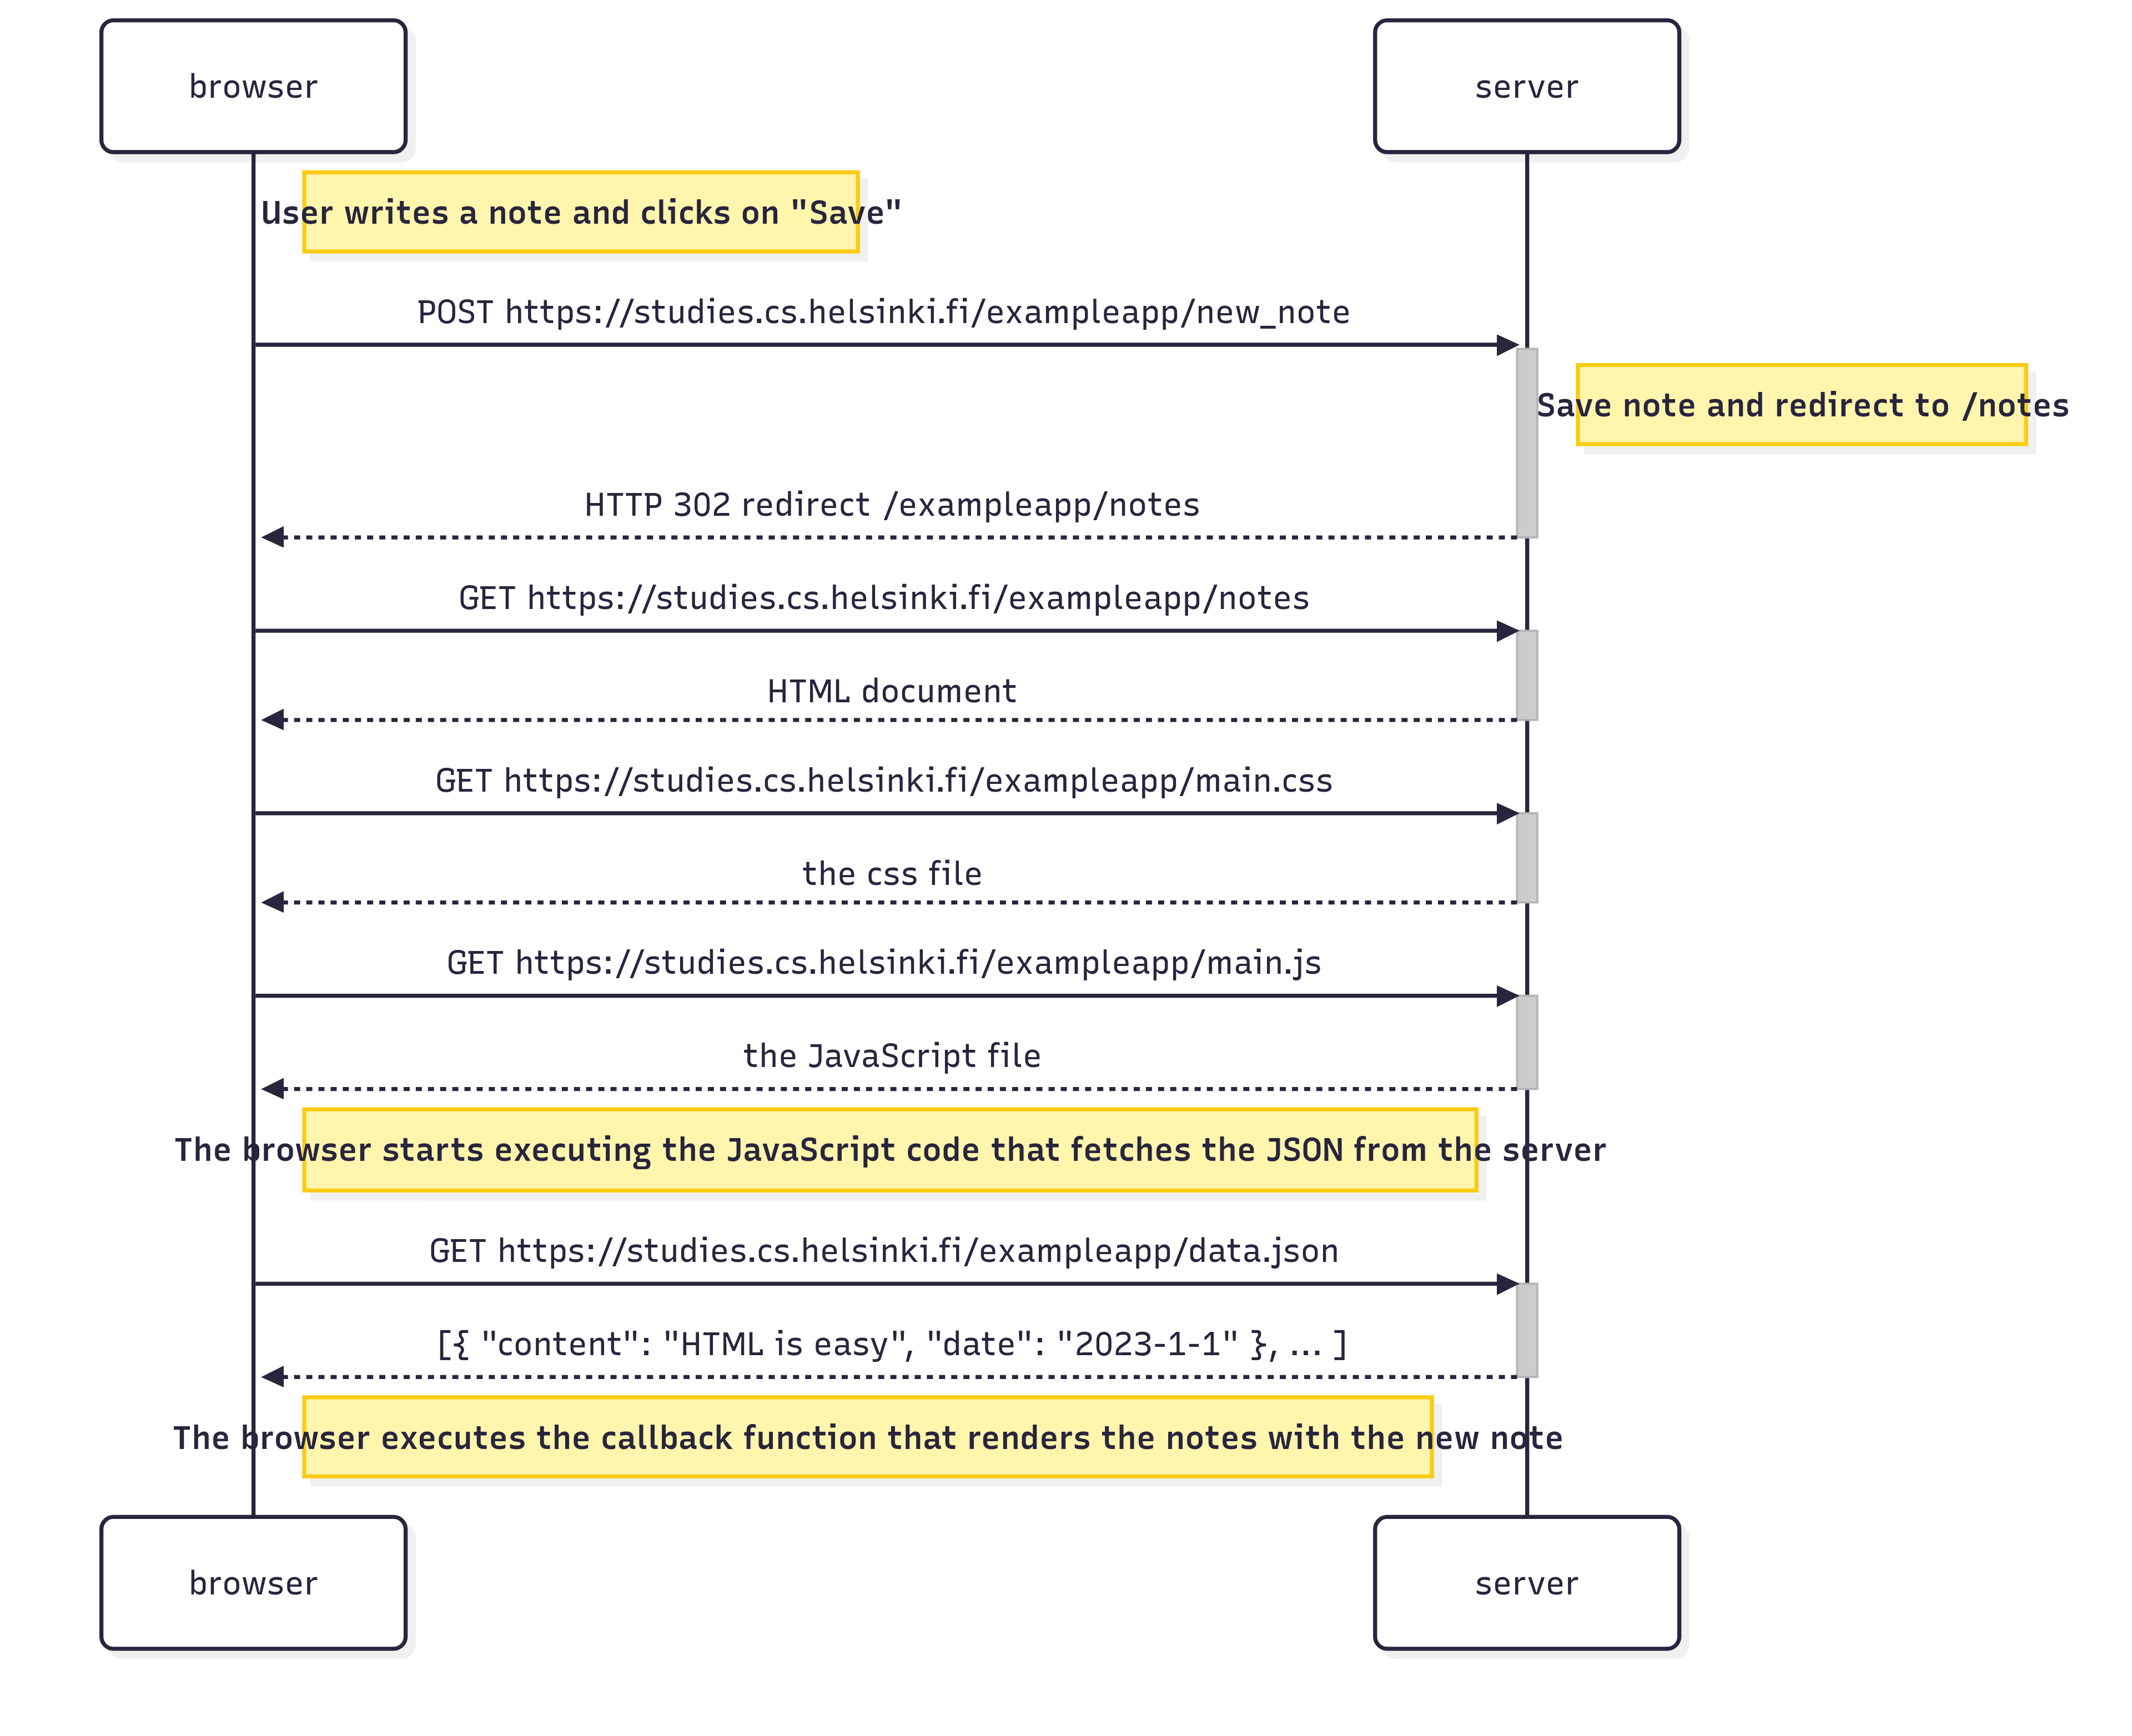 browser
server
User writes a note and clicks on "Save"
POST https://studies.cs.helsinki.fi/exampleapp/new_note
Save note and redirect to /notes
HTTP 302 redirect /exampleapp/notes
GET https://studies.cs.helsinki.fi/exampleapp/notes
HTML document
GET https://studies.cs.helsinki.fi/exampleapp/main.css
the css file
GET https://studies.cs.helsinki.fi/exampleapp/main.js
the JavaScript file
The browser starts executing the JavaScript code that fetches the JSON from the server
GET https://studies.cs.helsinki.fi/exampleapp/data.json
[{ "content": "HTML is easy", "date": "2023-1-1" }, ... ]
The browser executes the callback function that renders the notes with the new note
browser
server